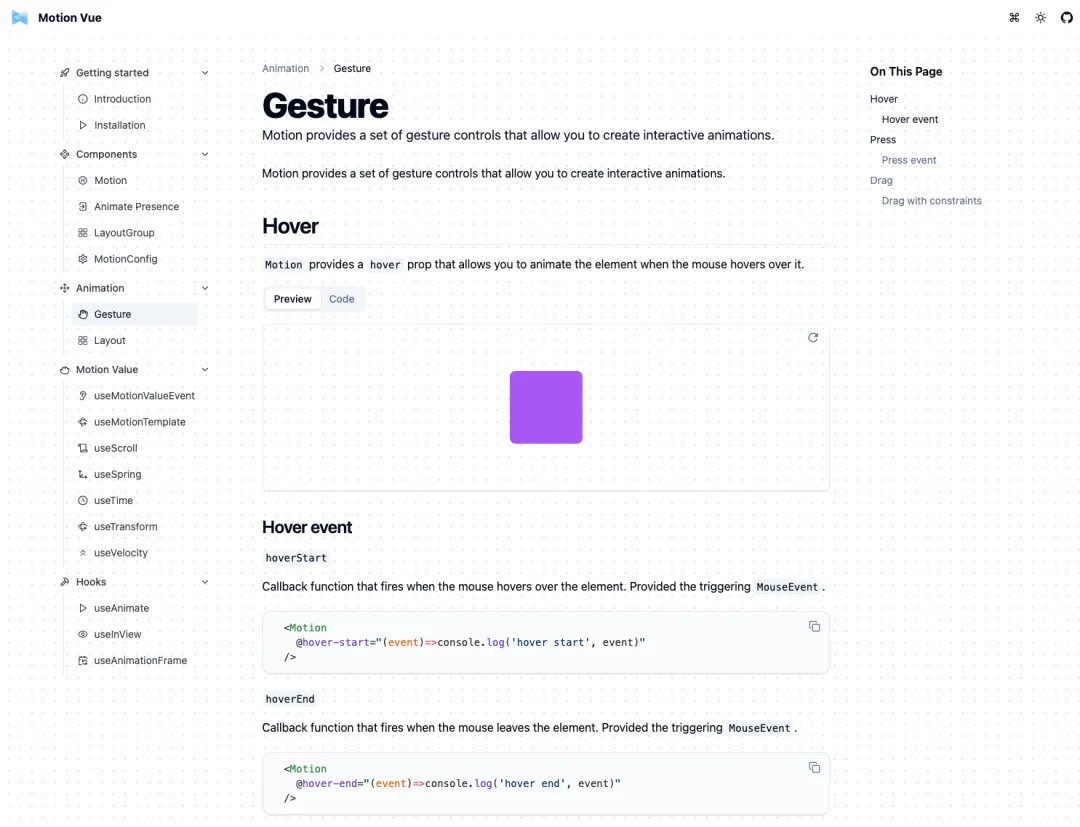 Motion Vue
Getting started
Introduction
Installation
Components
Motion
Animate Presence
LayoutGroup
MotionConfig
Animation
Gesture
Layout
Motion Value
useMotionValueEvent
useMotionTemplate
useScroll
useSpring
useTime
useTransform
useVelocity
Hooks
useAnimate
useInView
useAnimationFrame
Animation > Gesture
Gesture
Motion provides a set of gesture controls that allow you to create interactive animations.
Motion provides a set of gesture controls that allow you to create interactive animations.
Hover
Motion provides a hover prop that allows you to animate the element when the mouse hovers over it.
Preview Code
Hover event
hoverStart
Callback function that fires when the mouse hovers over the element. Provided the triggering MouseEvent.
<Motion
@hover-start="(event)=>console.log('hover start', event)"
/>
hoverEnd
Callback function that fires when the mouse leaves the element. Provided the triggering MouseEvent.
<Motion
@hover-end="(event)=>console.log('hover end', event)"
/>
On This Page
Hover
Hover event
Press
Press event
Drag
Drag with constraints